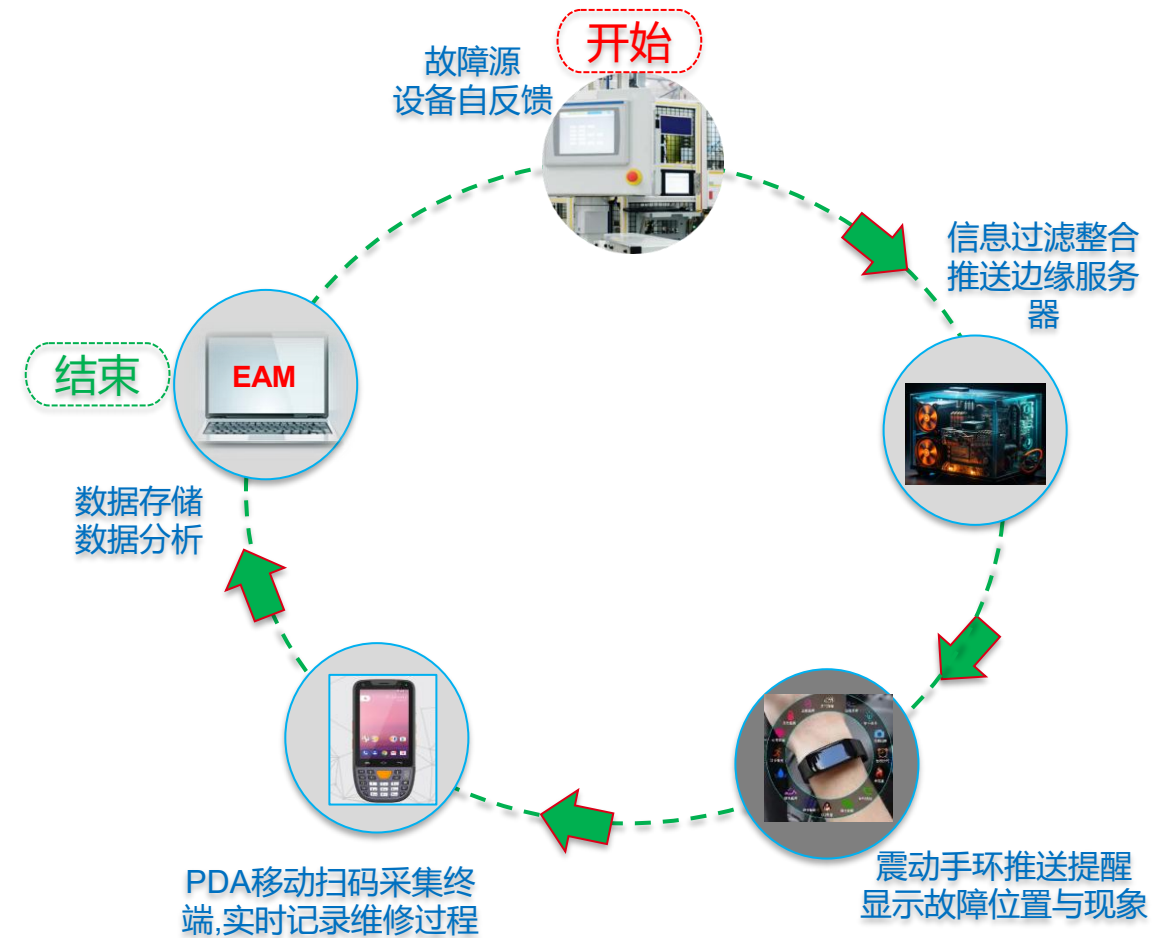 开始
故障源
设备自反馈
信息过滤整合
推送边缘服务
器
震动手环推送提醒
显示故障位置与现象
PDA移动扫码采集终
端,实时记录维修过程
数据存储
数据分析
EAM
结束